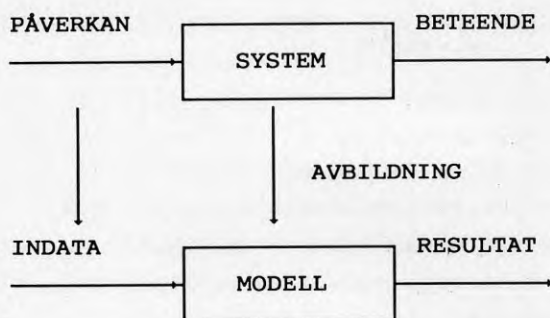 PÅVERKAN
BETEENDE
SYSTEM
AVBILDNING
INDATA
RESULTAT
MODELL